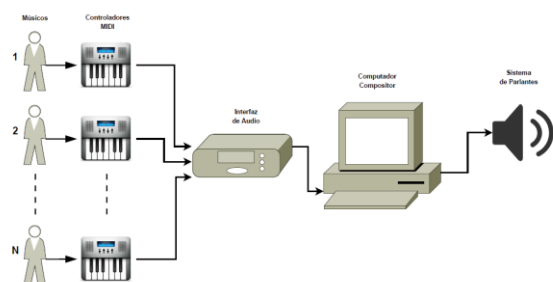 Músicos
Controladores
MIDI
1
2
N
Interfaz
de Audio
Computador
Compositor
Sistema
de Parlantes